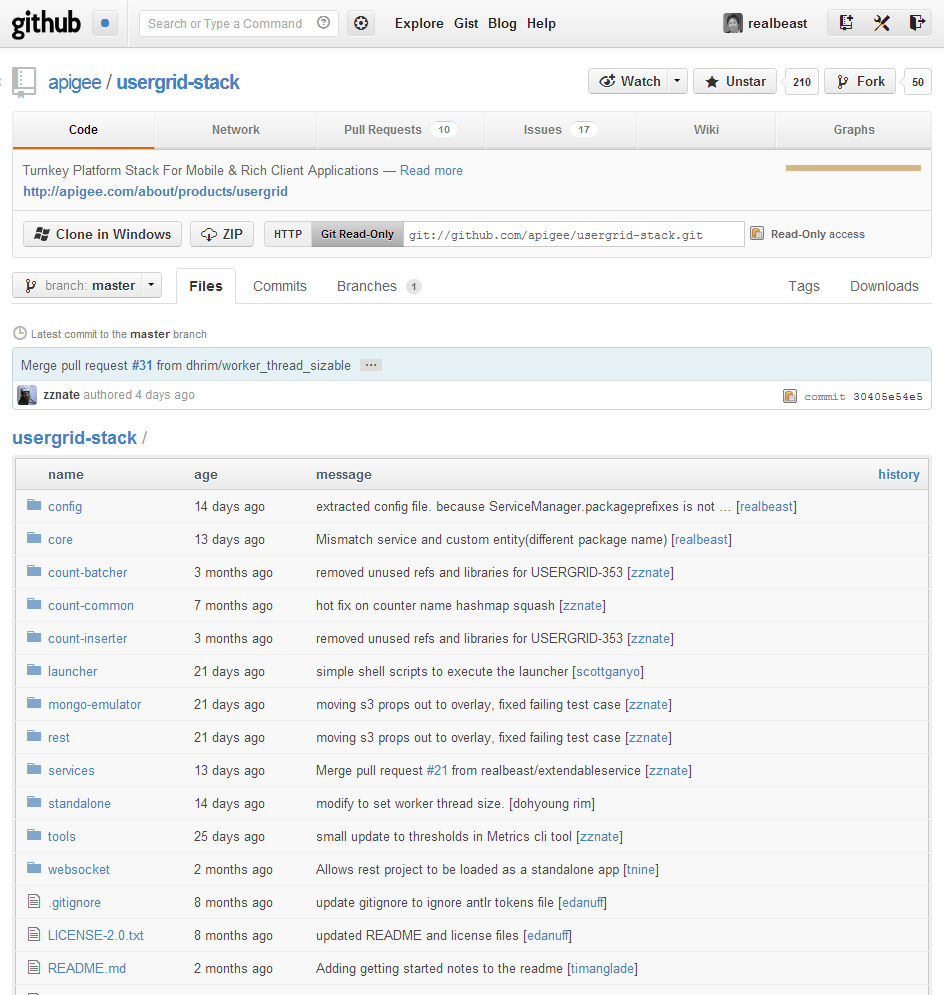 github Search or Type a Command Explore Gist Blog Help realbeast
apigee / usergrid-stack Watch Unstar 210 Fork 50
Code Network Pull Requests 10 Issues 17 Wiki Graphs
Turnkey Platform Stack For Mobile & Rich Client Applications — Read more
http://apigee.com/about/products/usergrid
Clone in Windows ZIP HTTP Git Read-Only git://github.com/apigee/usergrid-stack.git Read-Only access
branch: master Files Commits Branches 1 Tags Downloads
Latest commit to the master branch
Merge pull request #31 from dhrim/worker_thread_sizable ...
zznate authored 4 days ago commit 30405e54e5
usergrid-stack /
name age message history
config 14 days ago extracted config file. because ServiceManager.packageprefixes is not … [realbeast]
core 13 days ago Mismatch service and custom entity(different package name) [realbeast]
count-batcher 3 months ago removed unused refs and libraries for USERGRID-353 [zznate]
count-common 7 months ago hot fix on counter name hashmap squash [zznate]
count-inserter 3 months ago removed unused refs and libraries for USERGRID-353 [zznate]
launcher 21 days ago simple shell scripts to execute the launcher [scottganyo]
mongo-emulator 21 days ago moving s3 props out to overlay, fixed failing test case [zznate]
rest 21 days ago moving s3 props out to overlay, fixed failing test case [zznate]
services 13 days ago Merge pull request #21 from realbeast/extendableservice [zznate]
standalone 14 days ago modify to set worker thread size. [dohyoung rim]
tools 25 days ago small update to thresholds in Metrics cli tool [zznate]
websocket 2 months ago Allows rest project to be loaded as a standalone app [tnine]
.gitignore 8 months ago update gitignore to ignore antlr tokens file [edanuff]
LICENSE-2.0.txt 8 months ago updated README and license files [edanuff]
README.md 2 months ago Adding getting started notes to the readme [timanglade]